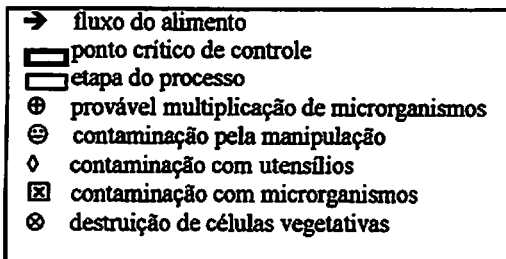 → fluxo do alimento
ponto crítico de controle
etapa do processo
⊕ provável multiplicação de microrganismos
☺ contaminação pela manipulação
◊ contaminação com utensílios
☒ contaminação com microrganismos
⊗ destruição de células vegetativas